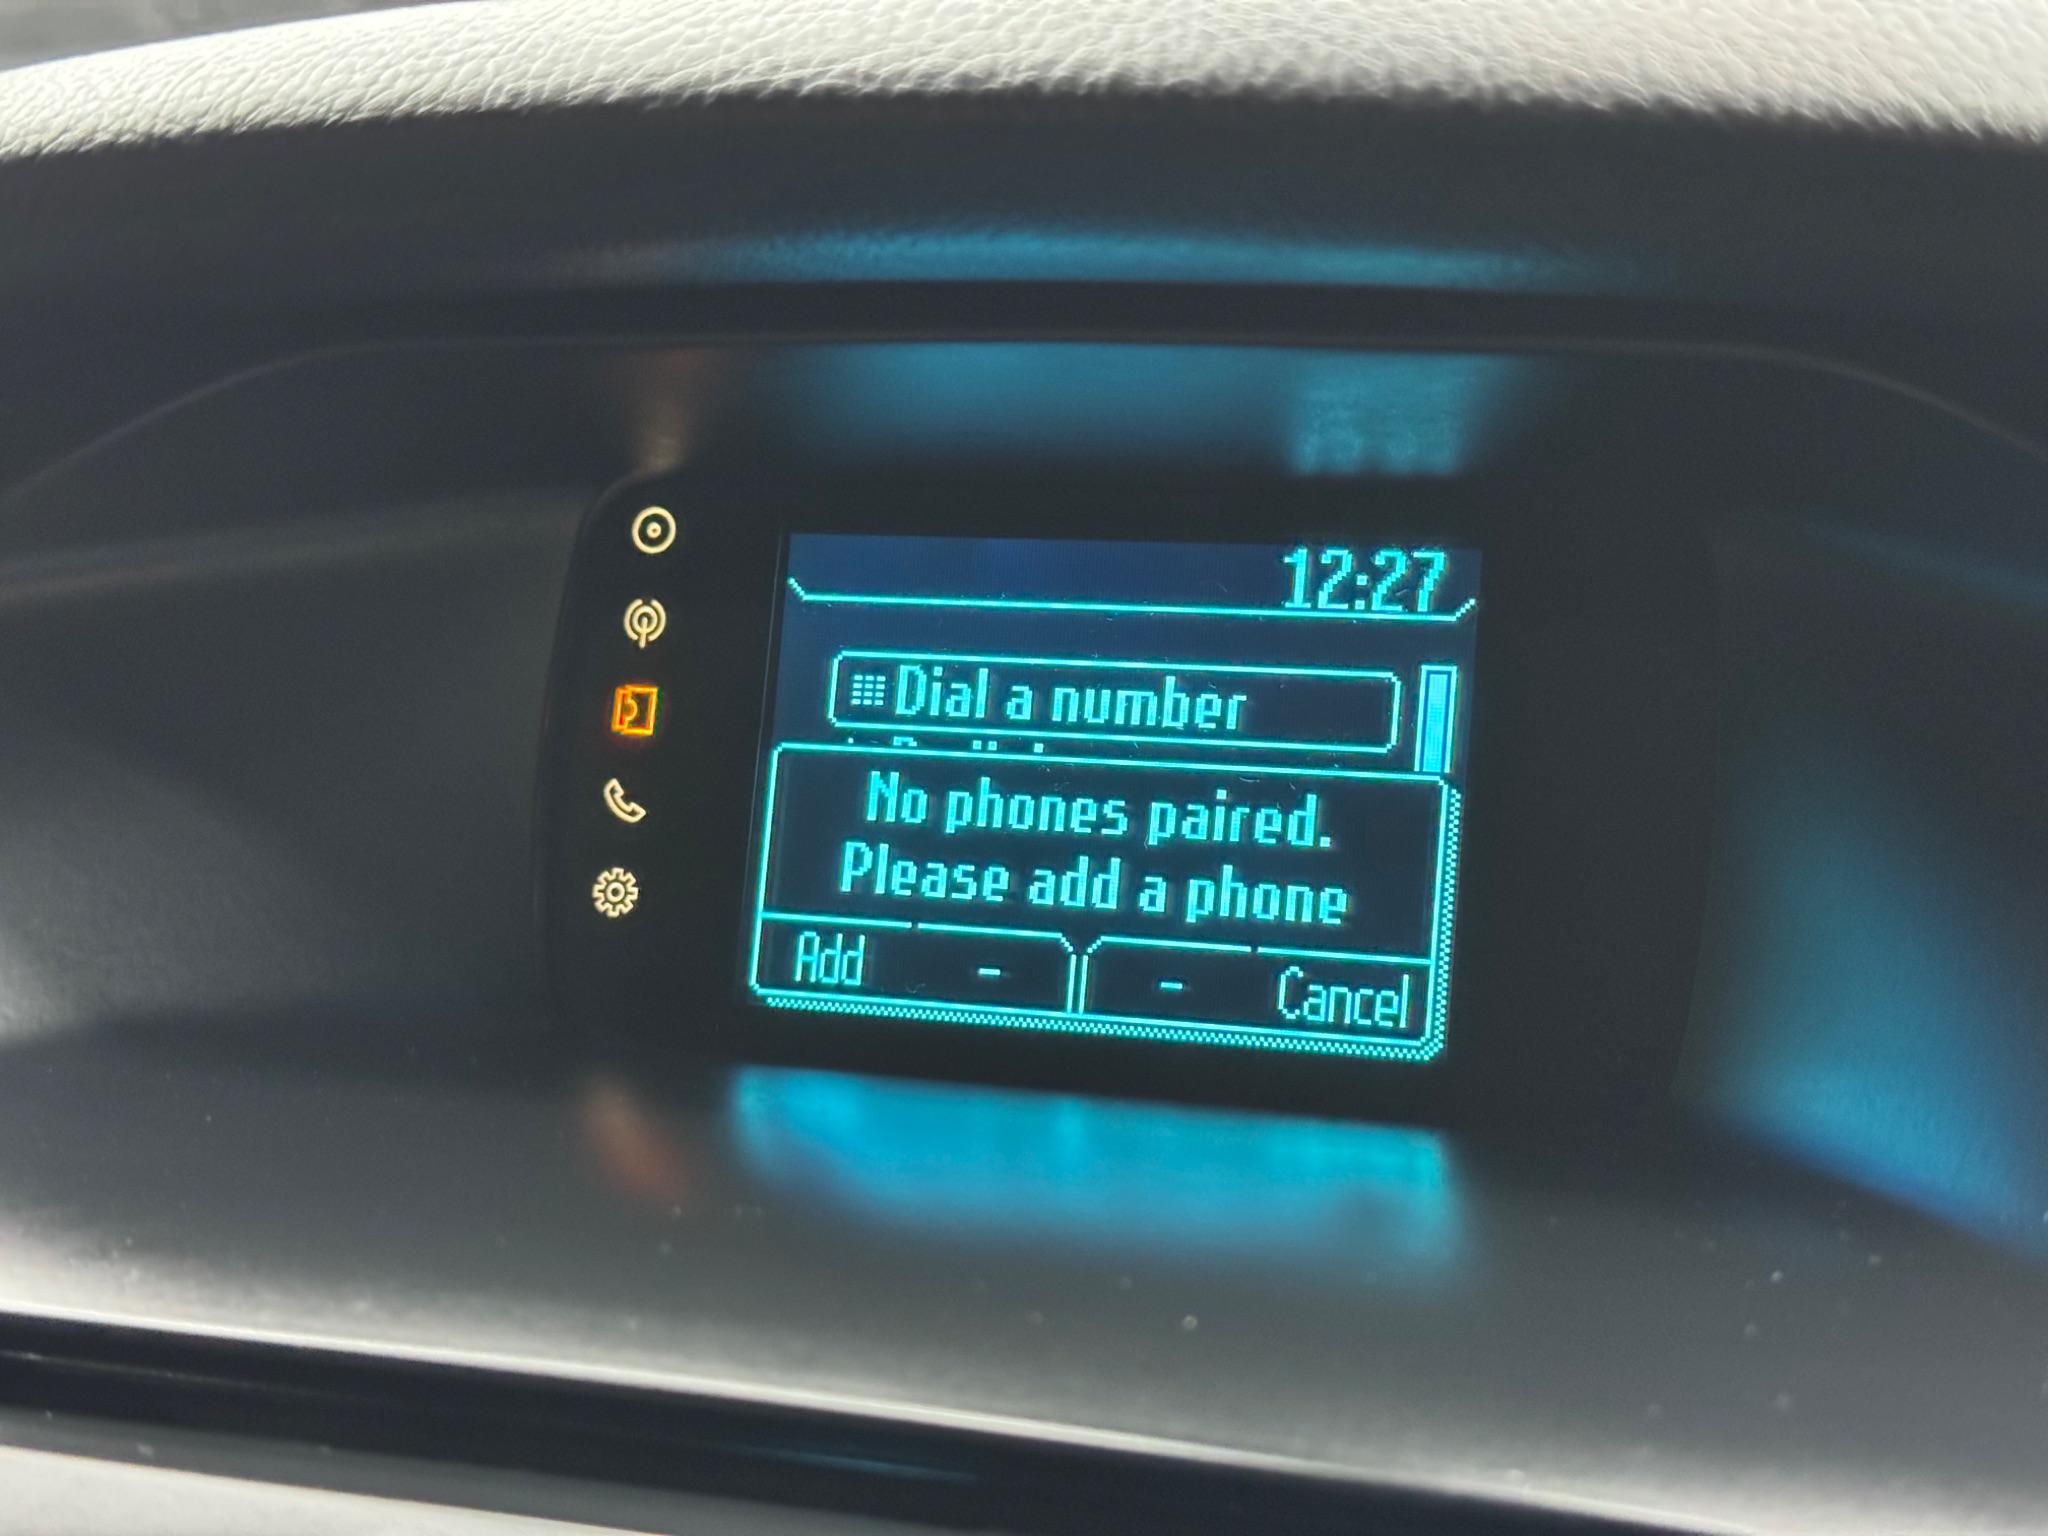 12:27
Dial a number
No phones paired.
Please add a phone
Add - - Cancel